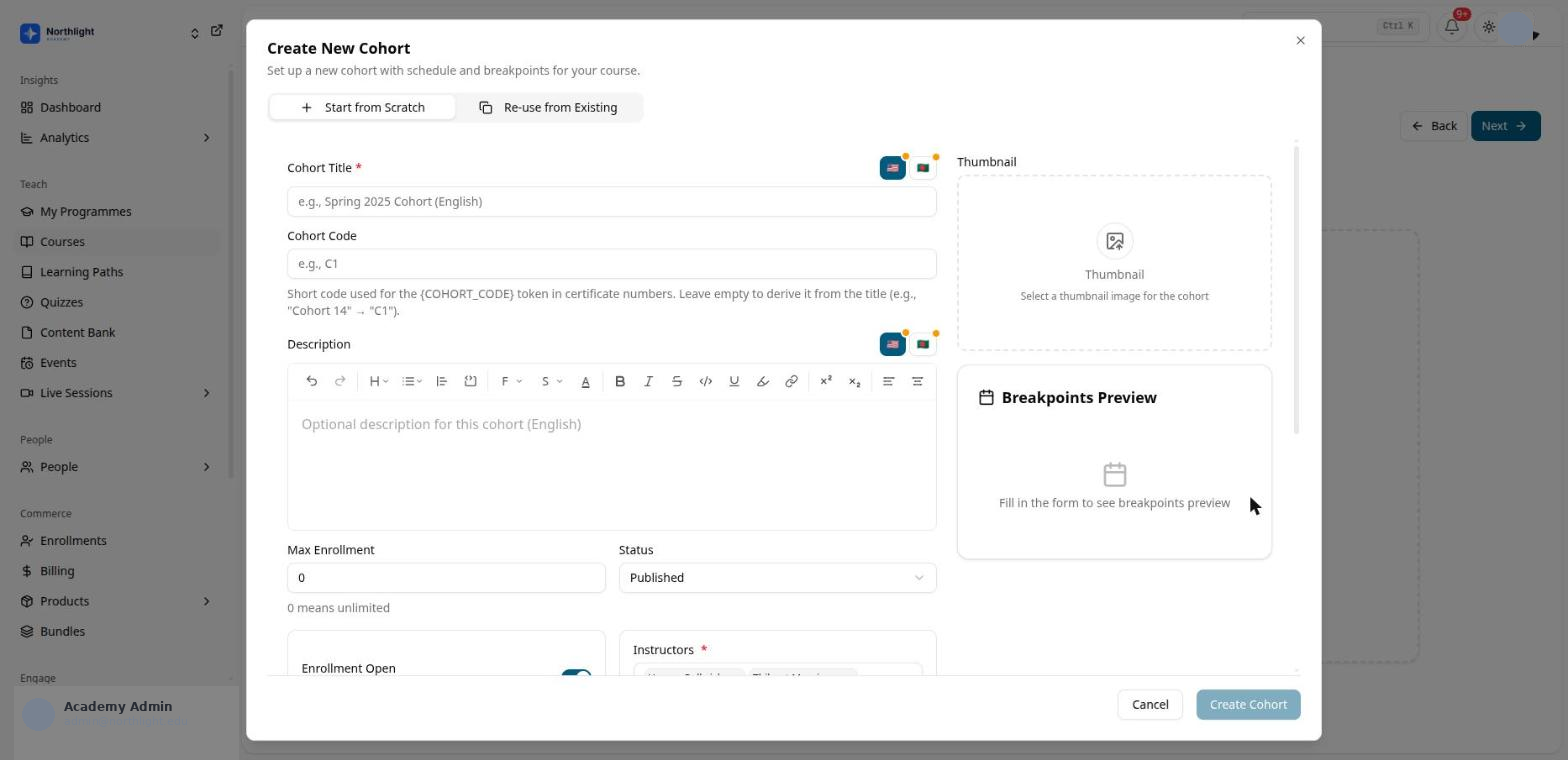 Northlight
ACADEMY
Insights
Dashboard
Analytics
Teach
My Programmes
Courses
Learning Paths
Quizzes
Content Bank
Events
Live Sessions
People
People
Commerce
Enrollments
Billing
Products
Bundles
Engage
Academy Admin
Ctrl K
9+
Back
Next
Create New Cohort
Set up a new cohort with schedule and breakpoints for your course.
Start from Scratch
Re-use from Existing
Cohort Title *
e.g., Spring 2025 Cohort (English)
Cohort Code
e.g., C1
Short code used for the {COHORT_CODE} token in certificate numbers. Leave empty to derive it from the title (e.g.,
"Cohort 14" → "C1").
Description
H
F
S
A
B
I
S
U
x²
x₂
Optional description for this cohort (English)
Max Enrollment
0
0 means unlimited
Status
Published
Enrollment Open
Instructors *
Thumbnail
Thumbnail
Select a thumbnail image for the cohort
Breakpoints Preview
Fill in the form to see breakpoints preview
Cancel
Create Cohort